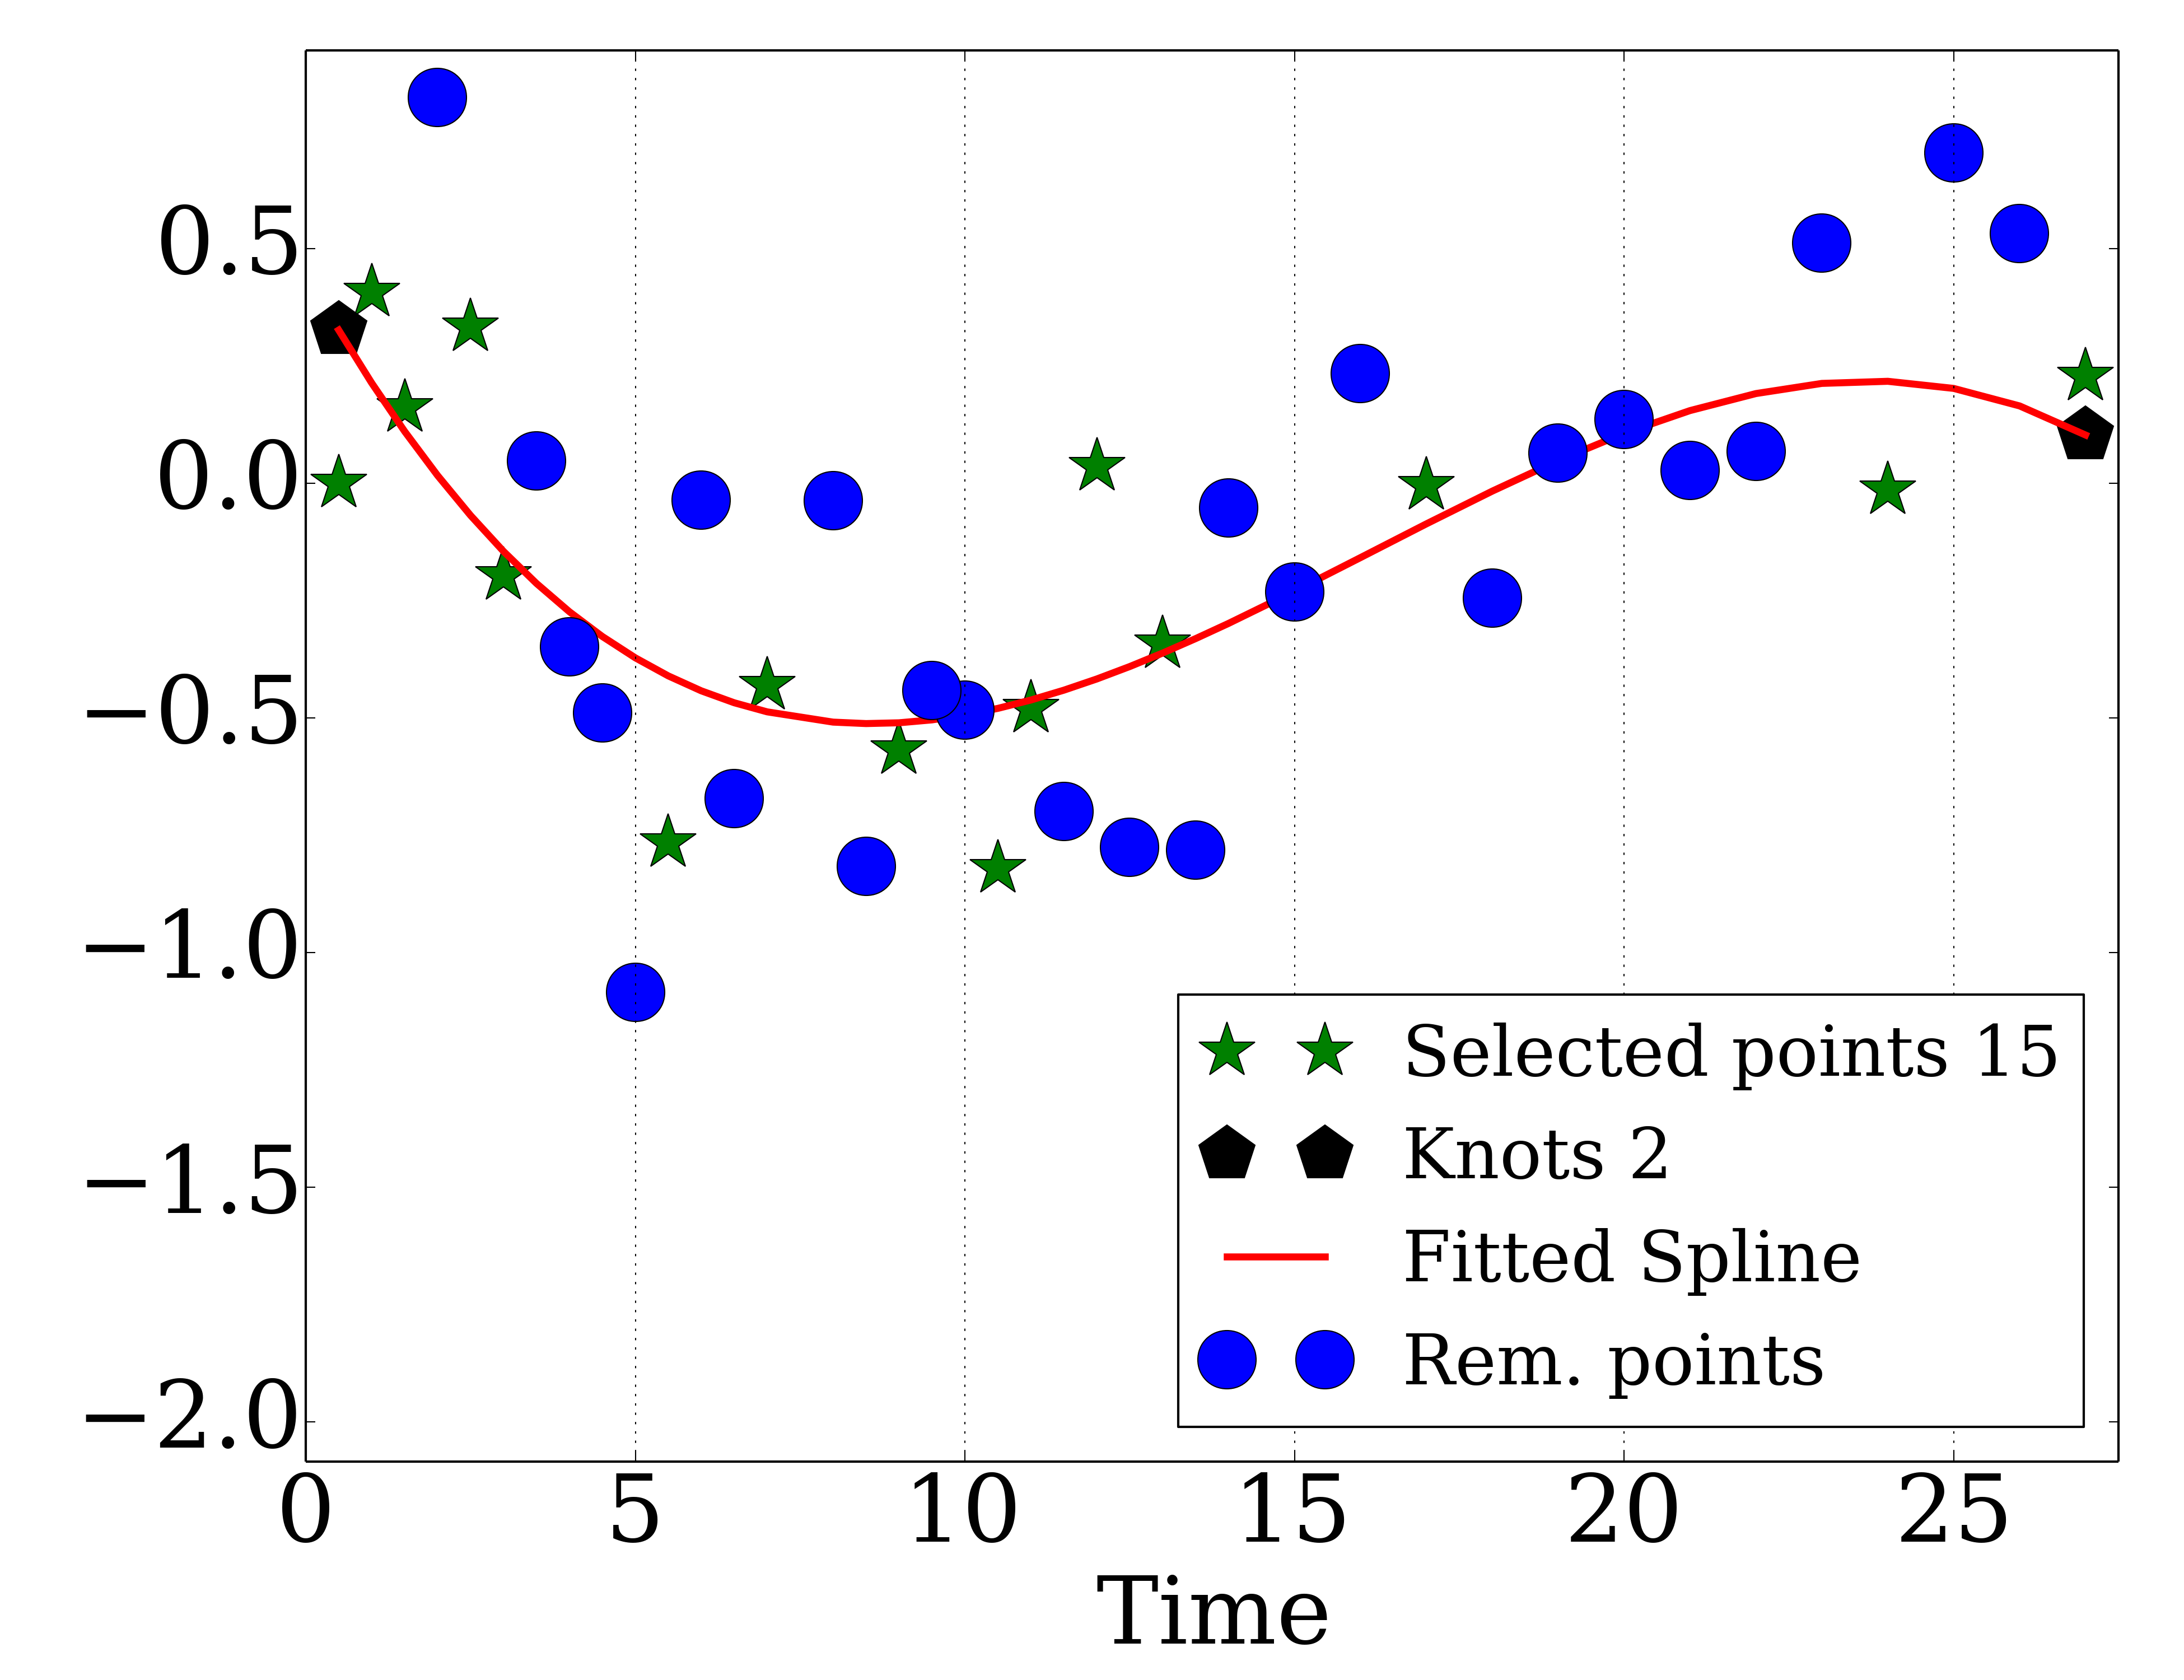 0.5
0.0
−0.5
−1.0
−1.5
−2.0
0 5 10 15 20 25
Time
Selected points 15
Knots 2
Fitted Spline
Rem. points